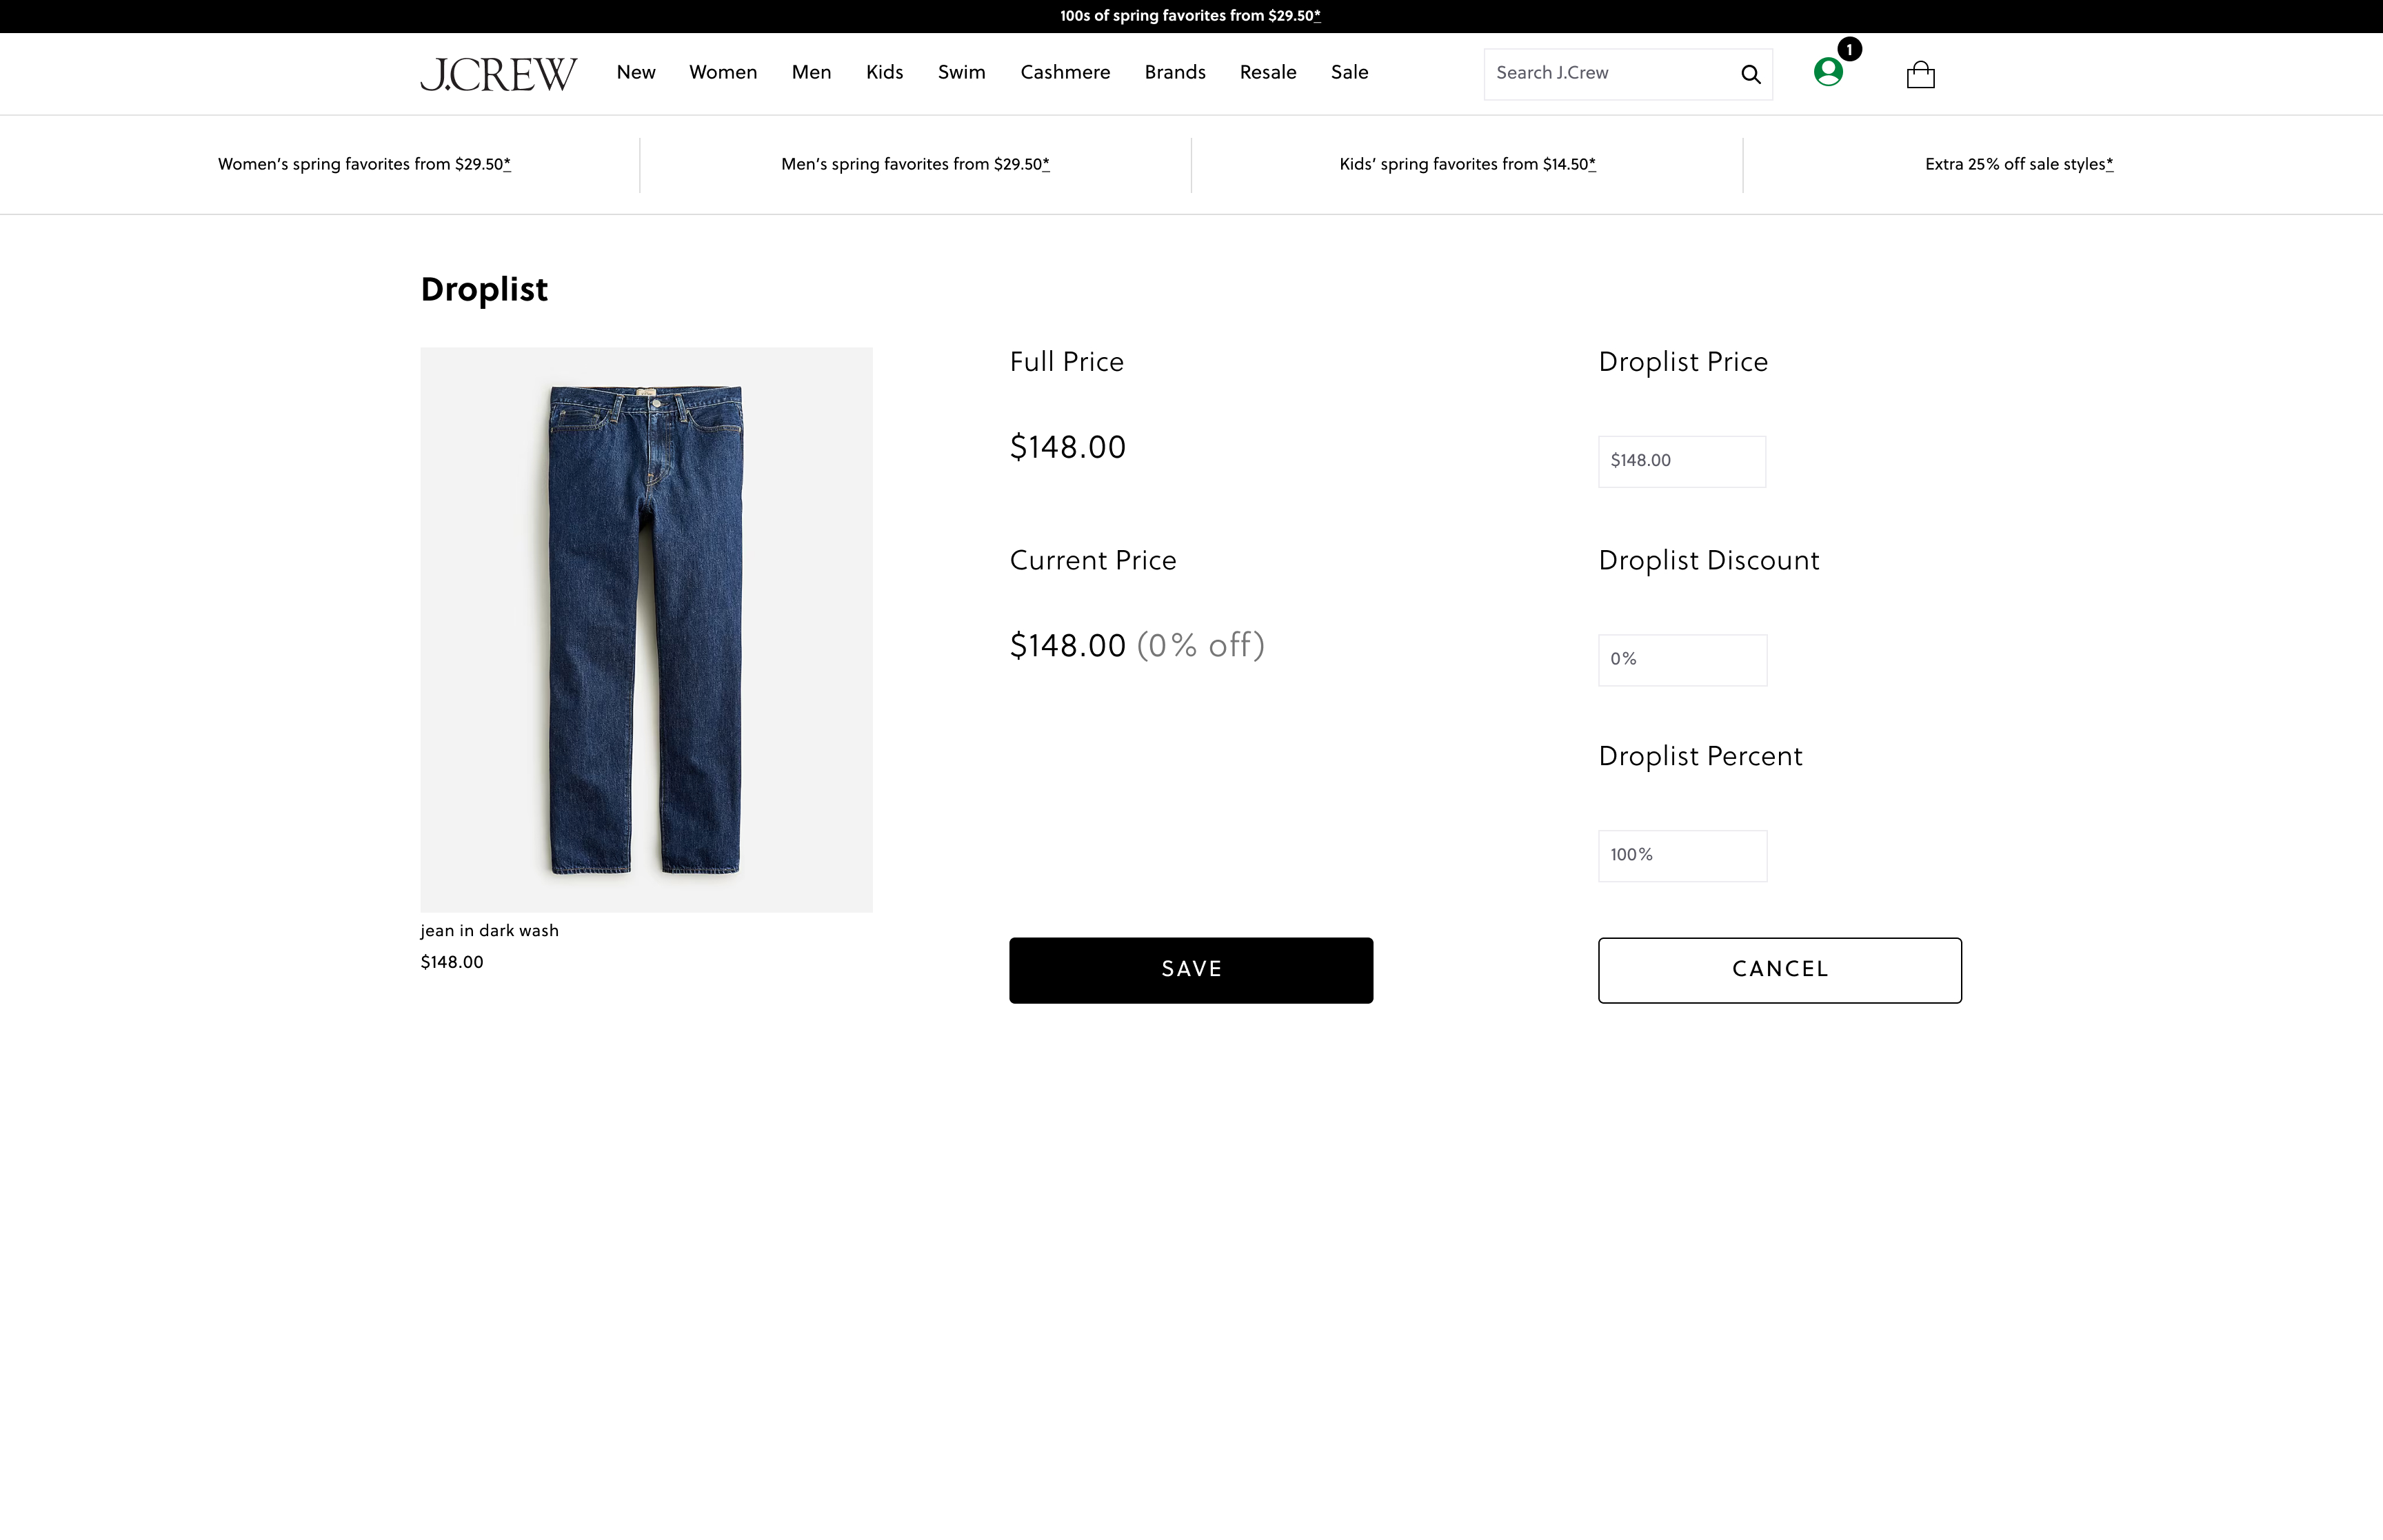 100s of spring favorites from $29.50*
J.CREW New Women Men Kids Swim Cashmere Brands Resale Sale Search J.Crew 1
Women’s spring favorites from $29.50* Men’s spring favorites from $29.50* Kids’ spring favorites from $14.50* Extra 25% off sale styles*
Droplist
Full Price
$148.00
Current Price
$148.00 (0% off)
Droplist Price
$148.00
Droplist Discount
0%
Droplist Percent
100%
jean in dark wash
$148.00
SAVE
CANCEL